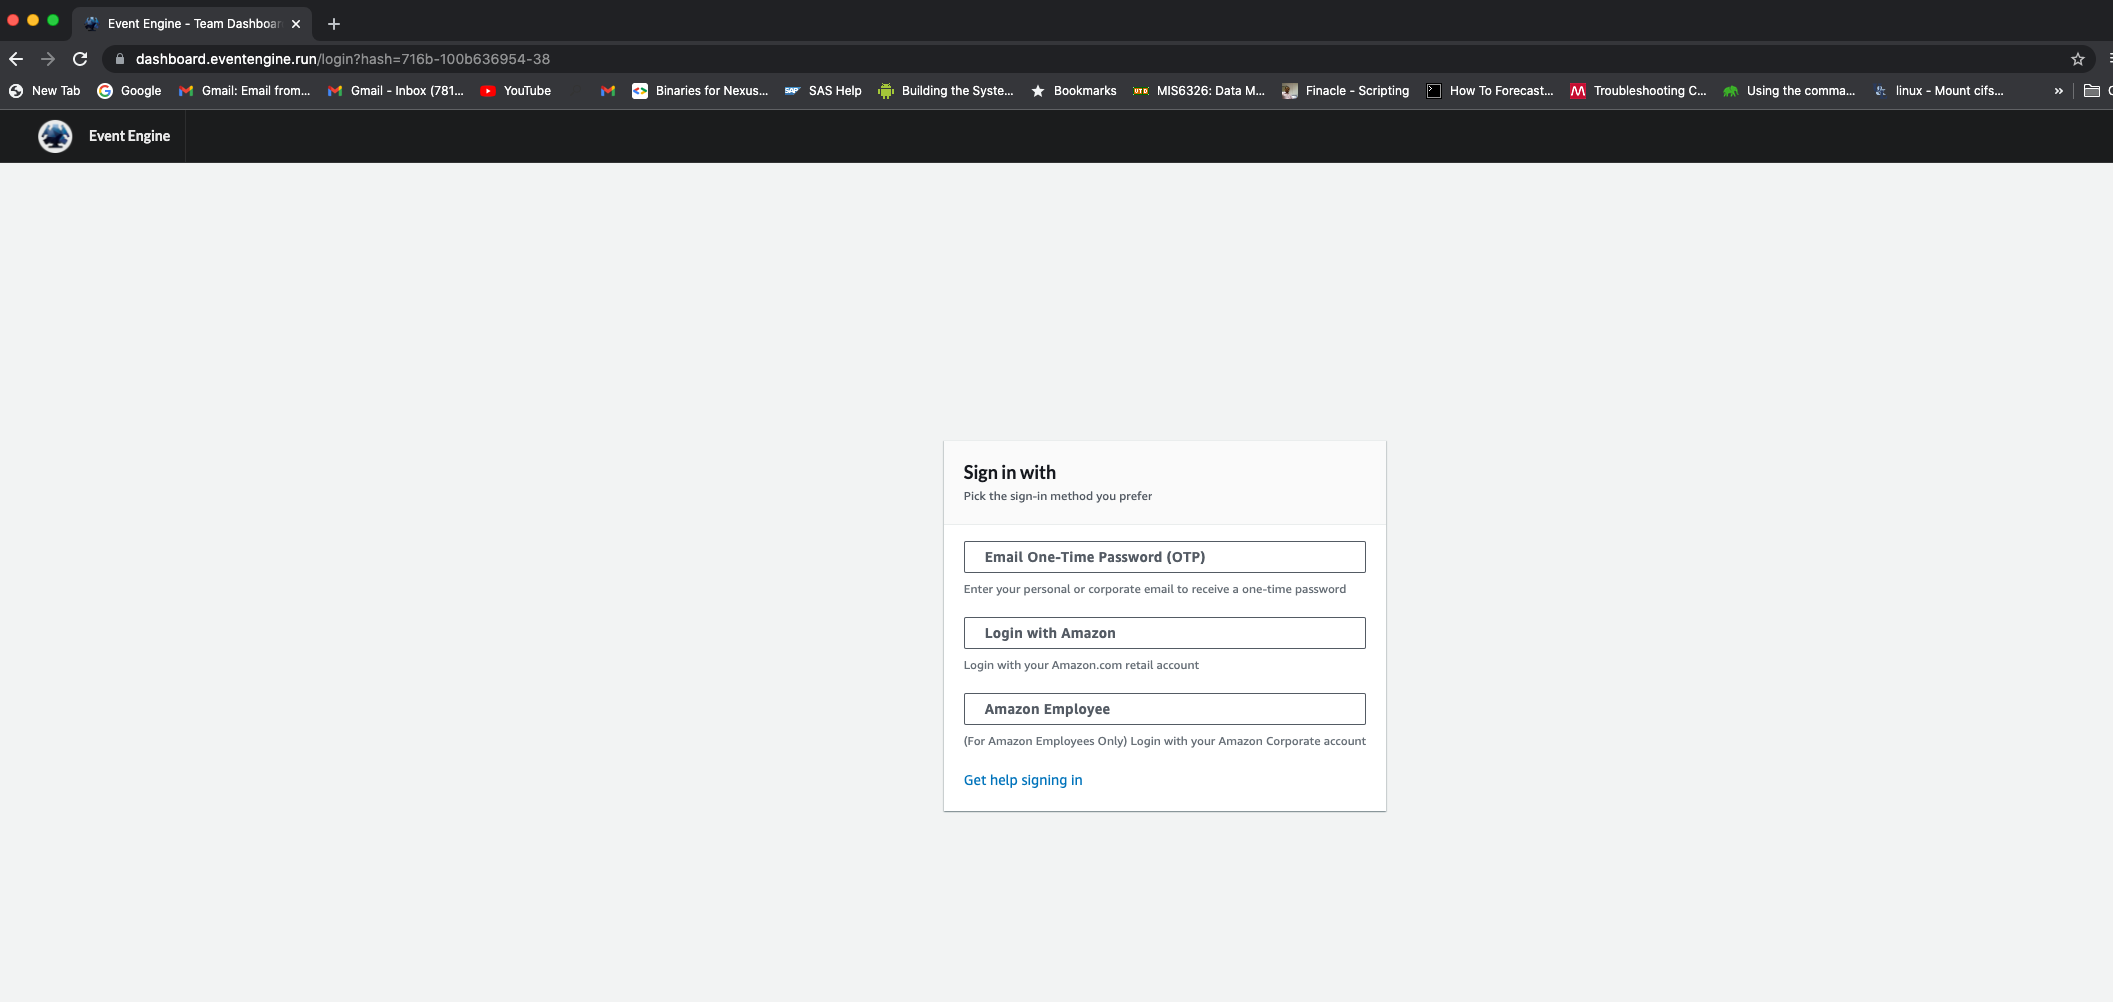 Event Engine - Team Dashboar
dashboard.eventengine.run/login?hash=716b-100b636954-38
New Tab Google Gmail: Email from... Gmail - Inbox (781... YouTube Binaries for Nexus... SAP SAS Help Building the Syste... Bookmarks UTD MIS6326: Data M... Finacle - Scripting How To Forecast... Troubleshooting C... Using the comma... linux - Mount cifs... »
Event Engine
Sign in with
Pick the sign-in method you prefer
Email One-Time Password (OTP)
Enter your personal or corporate email to receive a one-time password
Login with Amazon
Login with your Amazon.com retail account
Amazon Employee
(For Amazon Employees Only) Login with your Amazon Corporate account
Get help signing in